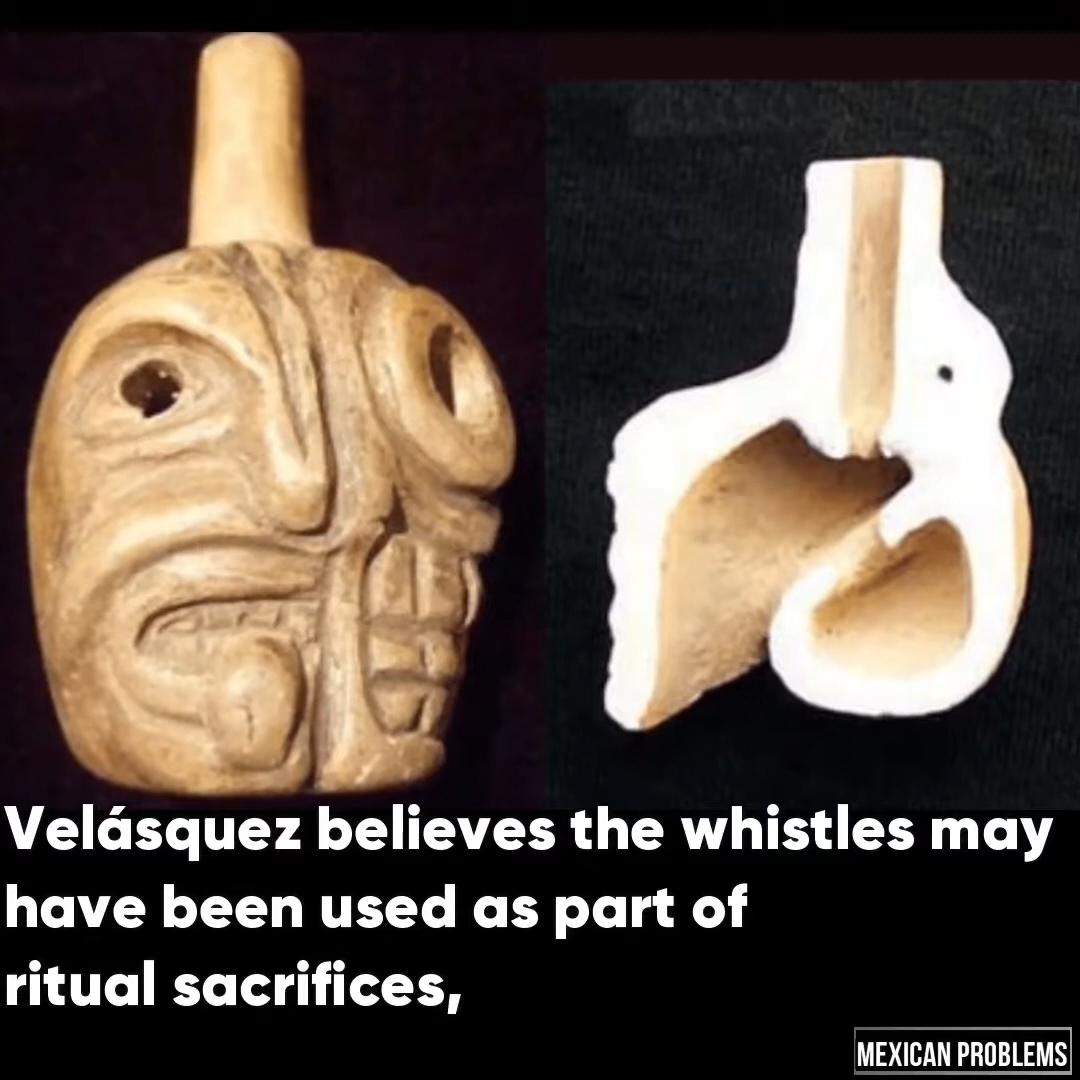 Velásquez believes the whistles may
have been used as part of
ritual sacrifices,
MEXICAN PROBLEMS